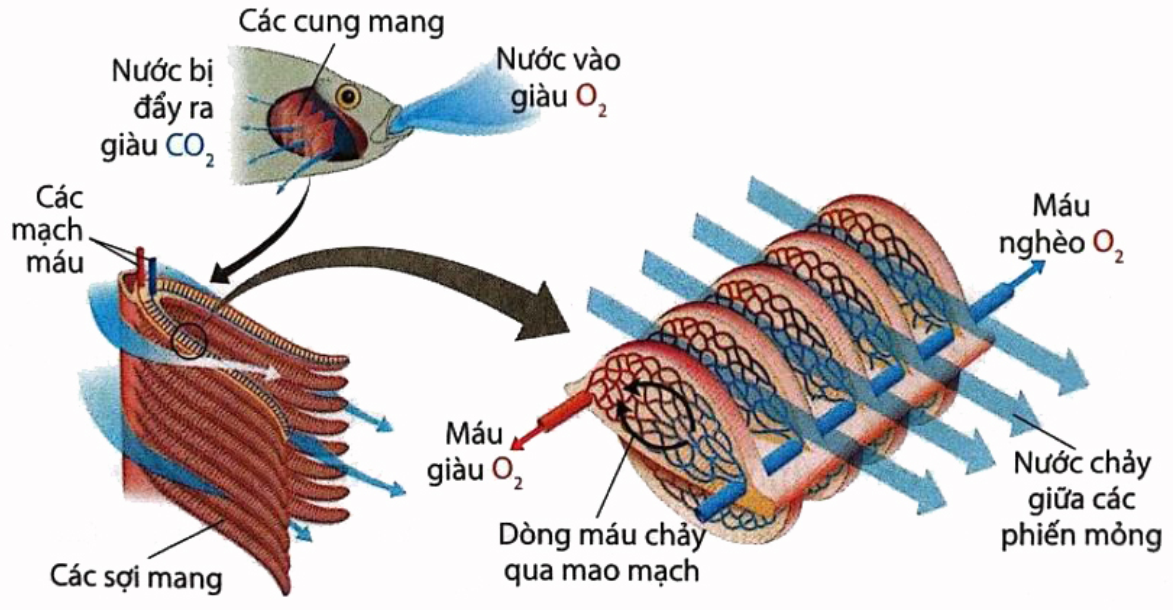 Các cung mang
Nước bị
đẩy ra
giàu CO₂
Nước vào
giàu O₂
Các
mạch
máu
Máu
nghèo O₂
Máu
giàu O₂
Nước chảy
giữa các
phiến mỏng
Dòng máu chảy
qua mao mạch
Các sợi mang